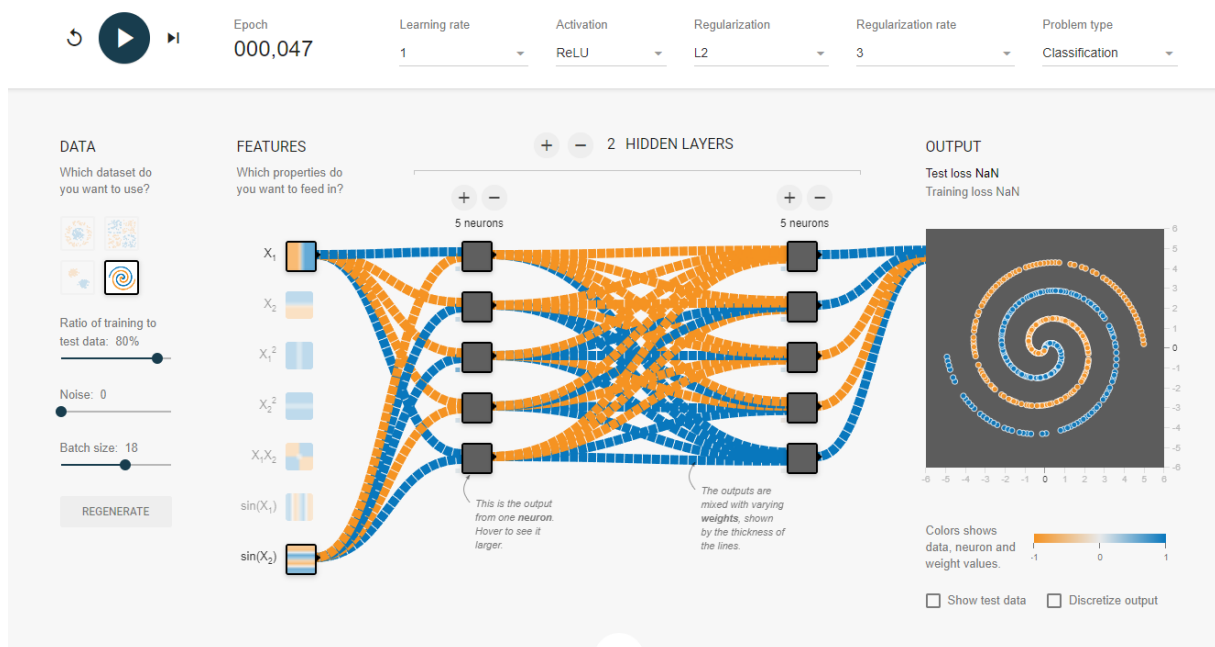 Epoch
000,047
Learning rate
1
Activation
ReLU
Regularization
L2
Regularization rate
3
Problem type
Classification
DATA
Which dataset do
you want to use?
Ratio of training to
test data: 80%
Noise: 0
Batch size: 18
REGENERATE
FEATURES
Which properties do
you want to feed in?
X₁
X₂
X₁²
X₂²
X₁X₂
sin(X₁)
sin(X₂)
+ − 2 HIDDEN LAYERS
+ −
5 neurons
+ −
5 neurons
This is the output
from one neuron.
Hover to see it
larger.
The outputs are
mixed with varying
weights, shown
by the thickness of
the lines.
OUTPUT
Test loss NaN
Training loss NaN
6
5
4
3
2
1
0
-1
-2
-3
-4
-5
-6
-6 -5 -4 -3 -2 -1 0 1 2 3 4 5 6
Colors shows
data, neuron and
weight values.
-1 0 1
Show test data
Discretize output